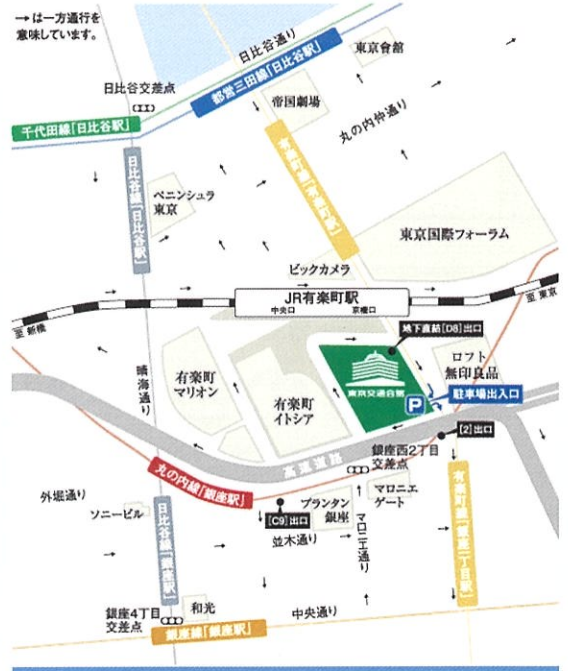 →は一方通行を
意味しています。
日比谷通り
東京會舘
都営三田線「日比谷駅」
日比谷交差点
帝国劇場
千代田線「日比谷駅」
丸の内仲通り
日比谷線「日比谷駅」
有楽町線「有楽町駅」
ペニンシュラ
東京
東京国際フォーラム
ビックカメラ
JR有楽町駅
中央口
京橋口
至 新橋
至 東京
地下直結[D8]出口
ロフト
無印良品
東京交通会館
P
駐車場出入口
晴海通り
有楽町
マリオン
有楽町
イトシア
[2]出口
高速道路
銀座西2丁目
交差点
丸の内線「銀座駅」
マロニエ
ゲート
外堀通り
ソニービル
[C9]出口
プランタン
銀座
並木通り
マロニエ通り
日比谷線「銀座駅」
有楽町線「銀座一丁目駅」
銀座4丁目
交差点
和光
中央通り
銀座線「銀座駅」